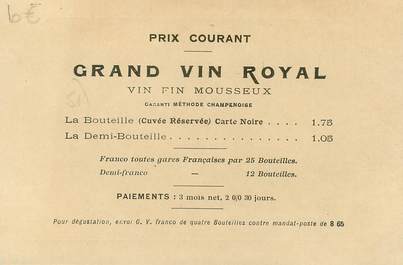 6€
PRIX COURANT
GRAND VIN ROYAL
VIN FIN MOUSSEUX
GARANTI MÉTHODE CHAMPENOISE
La Bouteille (Cuvée Réservée) Carte Noire .... 1.75
La Demi-Bouteille .............. 1.05
Franco toutes gares Françaises par 25 Bouteilles.
Demi-franco — 12 Bouteilles.
PAIEMENTS : 3 mois net, 2 0/0 30 jours.
Pour dégustation, envoi G. V. franco de quatre Bouteilles contre mandat-poste de 8 65